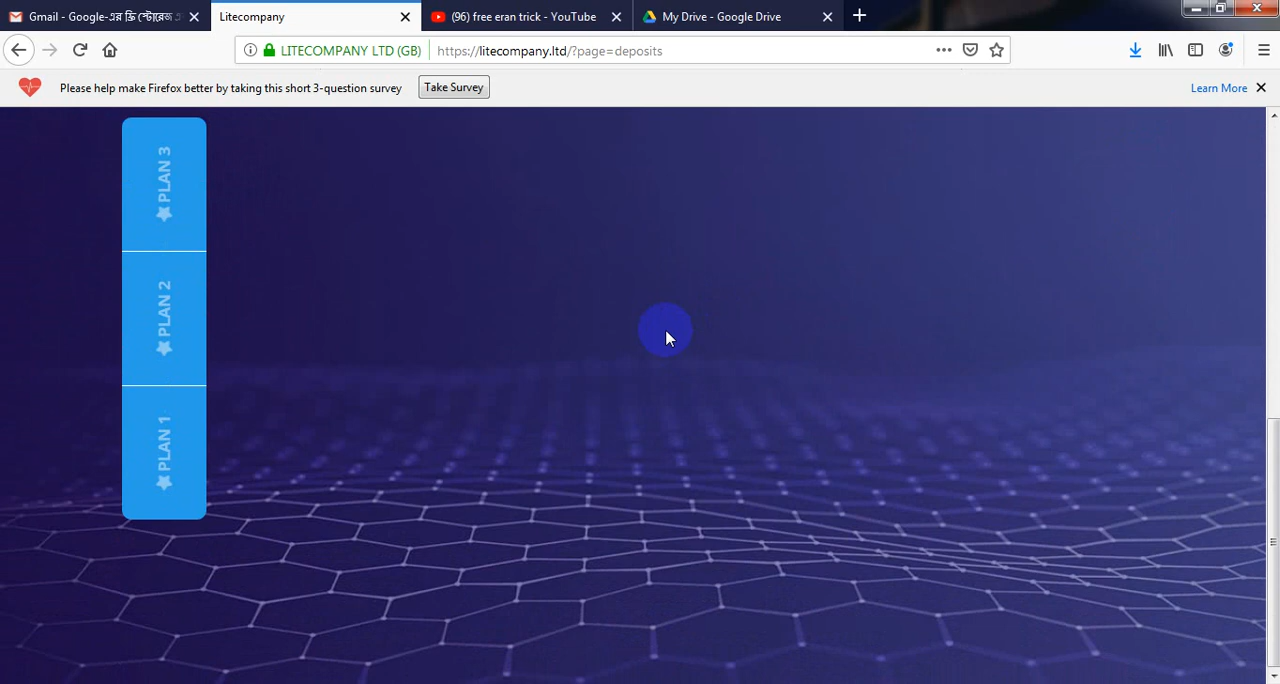 Gmail - Google-এর ফ্রি স্টোরেজ
Litecompany
(96) free eran trick - YouTube
My Drive - Google Drive
LITECOMPANY LTD (GB)
https://litecompany.ltd/?page=deposits
Please help make Firefox better by taking this short 3-question survey
Take Survey
Learn More
PLAN 3
PLAN 2
PLAN 1